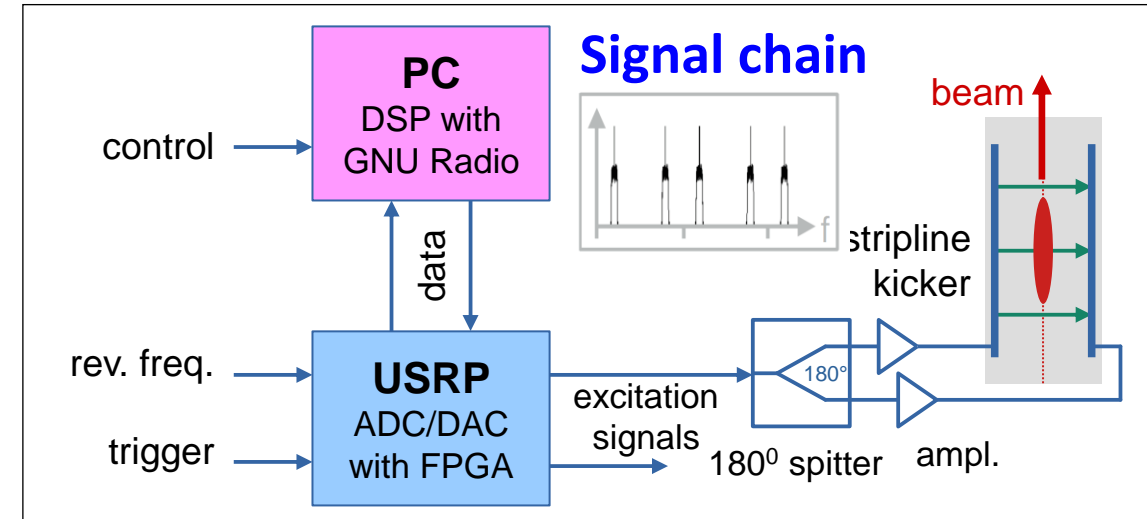 Signal chain
PC
DSP with
GNU Radio
control
data
beam
f
stripline
kicker
rev. freq.
trigger
USRP
ADC/DAC
with FPGA
excitation
signals
180°
180⁰ spitter
ampl.